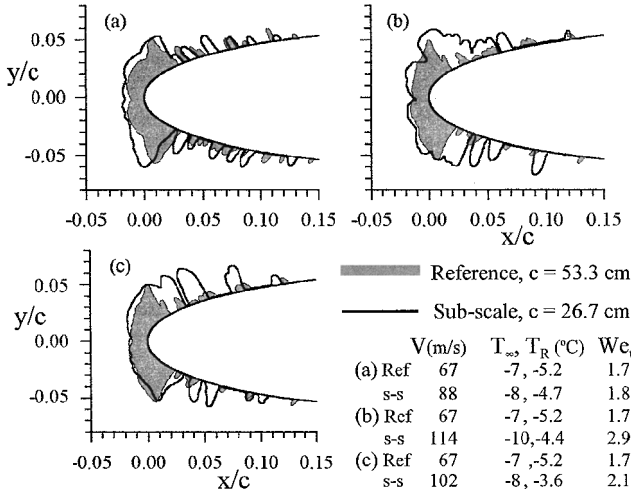 (a)
(b)
0.05
y/c
0.00
-0.05
-0.05 0.00 0.05 0.10 0.15
-0.05 0.00 0.05 0.10 0.15
x/c
(c)
0.05
y/c
0.00
-0.05
-0.05 0.00 0.05 0.10 0.15
x/c
Reference, c = 53.3 cm
Sub-scale, c = 26.7 cm
V(m/s) T∞, TR (°C) We
(a) Ref 67 -7 , -5.2 1.7
s-s 88 -8 , -4.7 1.8
(b) Ref 67 -7 , -5.2 1.7
s-s 114 -10,-4.4 2.9
(c) Ref 67 -7 , -5.2 1.7
s-s 102 -8 , -3.6 2.1